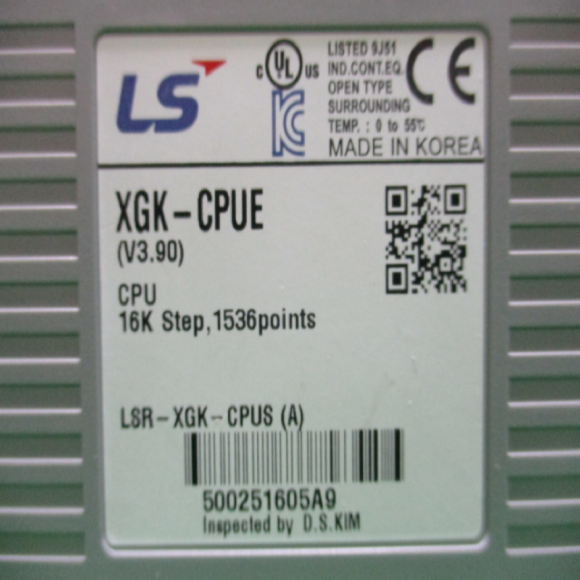 LS
c UL us
LISTED 9J51
IND.CONT.EQ.
OPEN TYPE
SURROUNDING
TEMP. : 0 to 55℃
CE
KC
MADE IN KOREA
XGK-CPUE
(V3.90)
CPU
16K Step,1536points
LSR-XGK-CPUS (A)
500251605A9
Inspected by D.S.KIM